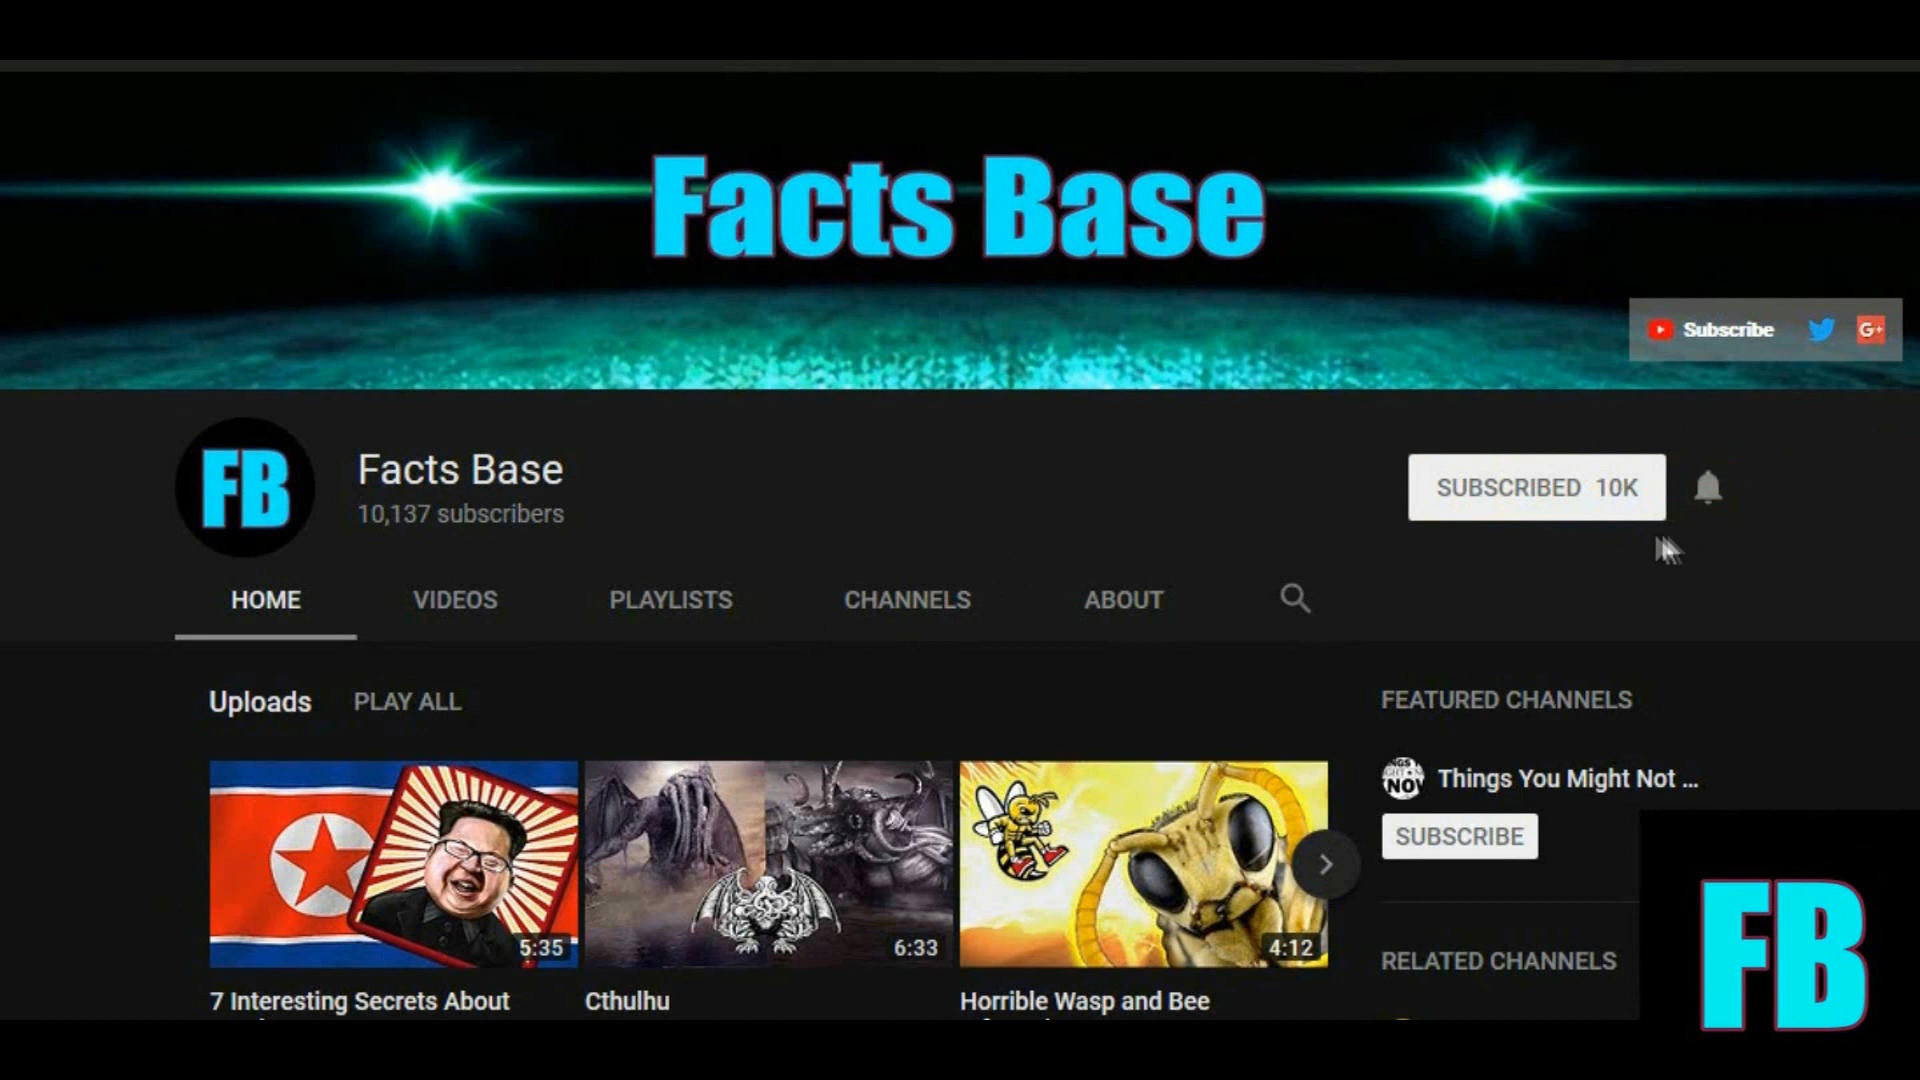 Facts Base
Subscribe
G+
FB
Facts Base
10,137 subscribers
SUBSCRIBED 10K
HOME
VIDEOS
PLAYLISTS
CHANNELS
ABOUT
Uploads
PLAY ALL
5:35
6:33
4:12
7 Interesting Secrets About
Cthulhu
Horrible Wasp and Bee
FEATURED CHANNELS
Things You Might Not ...
SUBSCRIBE
RELATED CHANNELS
FB